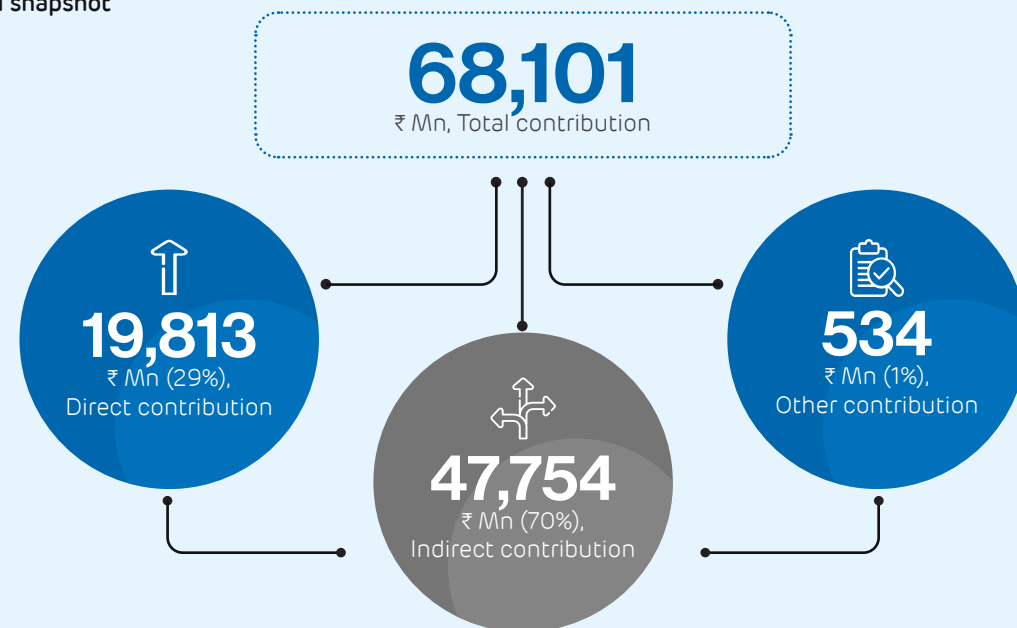 snapshot
68,101
₹ Mn, Total contribution
19,813
₹ Mn (29%),
Direct contribution
47,754
₹ Mn (70%),
Indirect contribution
534
₹ Mn (1%),
Other contribution